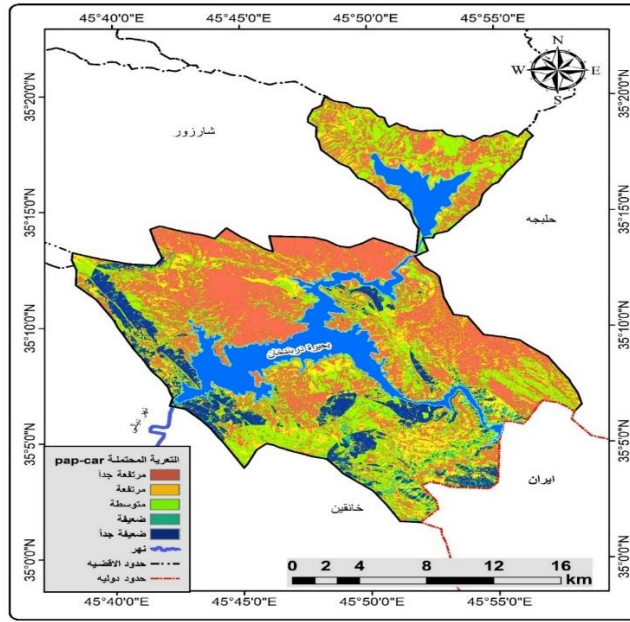 45°40'0"E 45°45'0"E 45°50'0"E 45°55'0"E
N
W E
S
35°20'0"N 35°20'0"N
شارزور
35°15'0"N 35°15'0"N
حلبجه
35°10'0"N 35°10'0"N
بحيرة دربندخان
35°5'0"N 35°5'0"N
ايران
خانقين
التعرية المحتملة pap-car
مرتفعة جداً
مرتفعة
متوسطة
ضعيفة
ضعيفة جداً
نهر
حدود الاقضيه
حدود دوليه
35°0'0"N 35°0'0"N
0 2 4 8 12 16
km
45°40'0"E 45°45'0"E 45°50'0"E 45°55'0"E